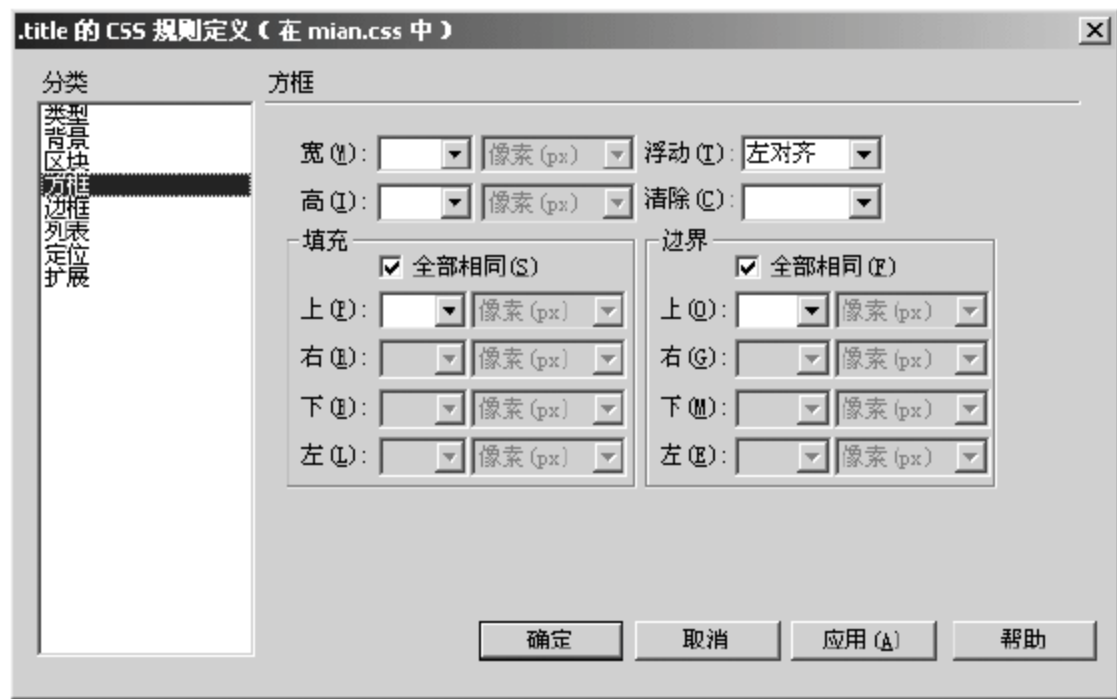 .title 的 CSS 规则定义（在 mian.css 中）
分类
类型
背景
区块
方框
边框
列表
定位
扩展
方框
宽(W): 像素(px) 浮动(T): 左对齐
高(I): 像素(px) 清除(C):
填充
全部相同(S)
上(P): 像素(px)
右(R): 像素(px)
下(B): 像素(px)
左(L): 像素(px)
边界
全部相同(F)
上(O): 像素(px)
右(G): 像素(px)
下(M): 像素(px)
左(E): 像素(px)
确定 取消 应用(A) 帮助